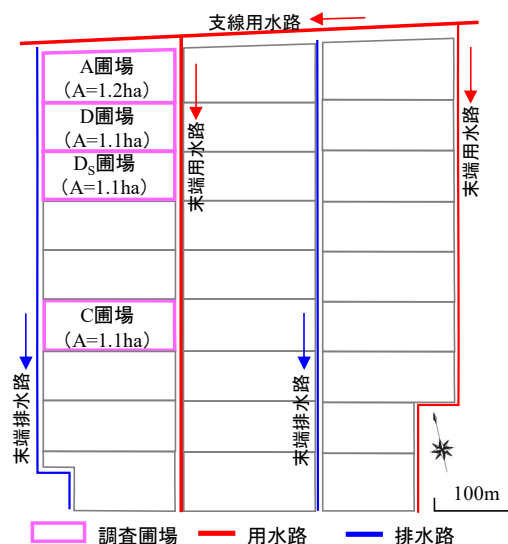 支線用水路
A圃場
（A=1.2ha）
D圃場
（A=1.1ha）
DS圃場
（A=1.1ha）
C圃場
（A=1.1ha）
末端用水路
末端用水路
末端排水路
末端排水路
100m
調査圃場
用水路
排水路